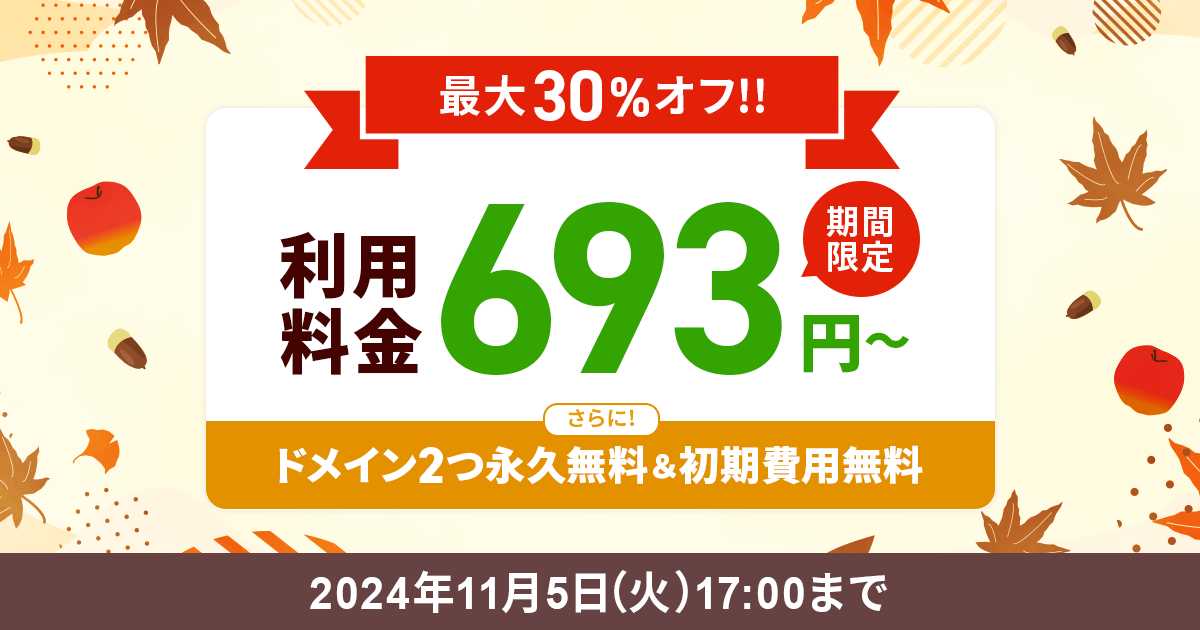 最大30%オフ!!
利用
料金
693
円～
期間
限定
さらに!
ドメイン2つ永久無料&初期費用無料
2024年11月5日(火)17:00まで